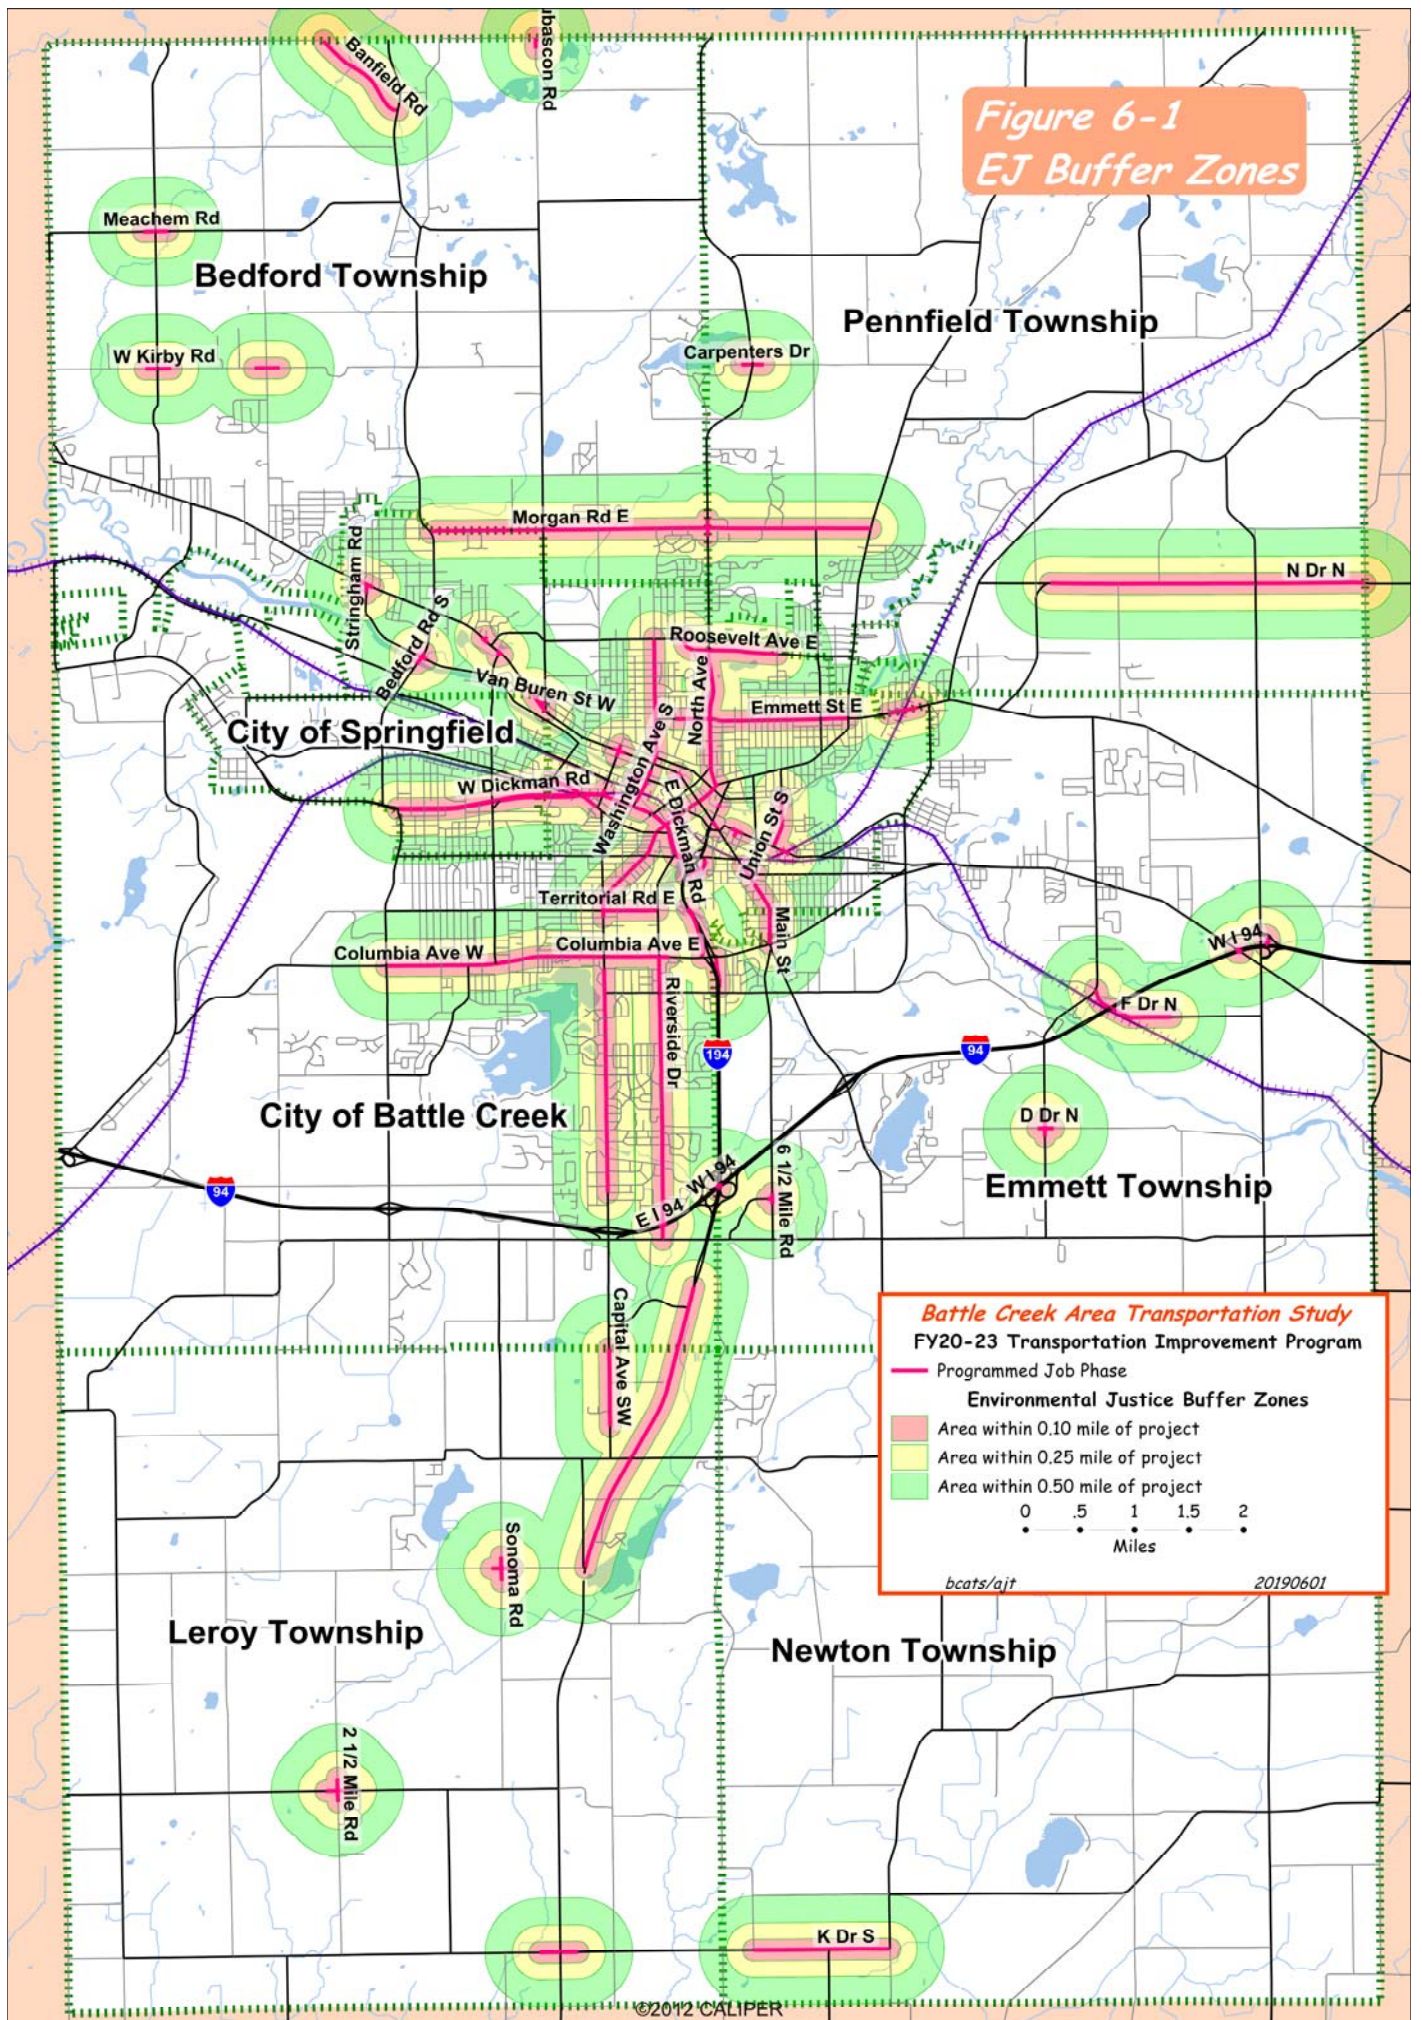 Banfield Rd
ubascon Rd
Figure 6-1
EJ Buffer Zones
Meachem Rd
Bedford Township
Pennfield Township
W Kirby Rd
Carpenters Dr
Morgan Rd E
Stringham Rd
N Dr N
Bedford Rd S
Roosevelt Ave E
Van Buren St W
North Ave
Emmett St E
City of Springfield
Washington Ave S
W Dickman Rd
E Dickman Rd
Union St S
Territorial Rd E
Columbia Ave W
Columbia Ave E
Main St
W I 94
F Dr N
Riverside Dr
194
94
City of Battle Creek
D Dr N
94
E I 94
W I 94
6 1/2 Mile Rd
Emmett Township
Capital Ave SW
Battle Creek Area Transportation Study
FY20-23 Transportation Improvement Program
Programmed Job Phase
Environmental Justice Buffer Zones
Area within 0.10 mile of project
Area within 0.25 mile of project
Area within 0.50 mile of project
0 .5 1 1.5 2
Miles
bcats/ajt 20190601
Sonoma Rd
Leroy Township
Newton Township
2 1/2 Mile Rd
K Dr S
©2012 CALIPER